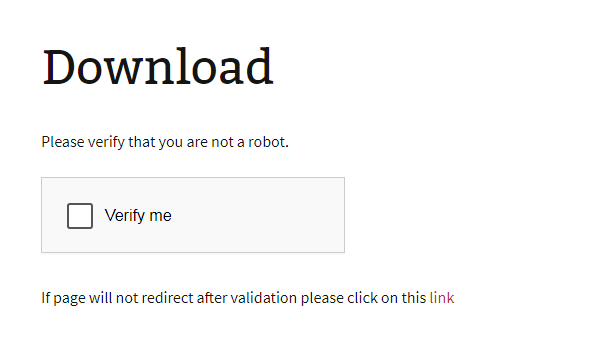 Download
Please verify that you are not a robot.
Verify me
If page will not redirect after validation please click on this link